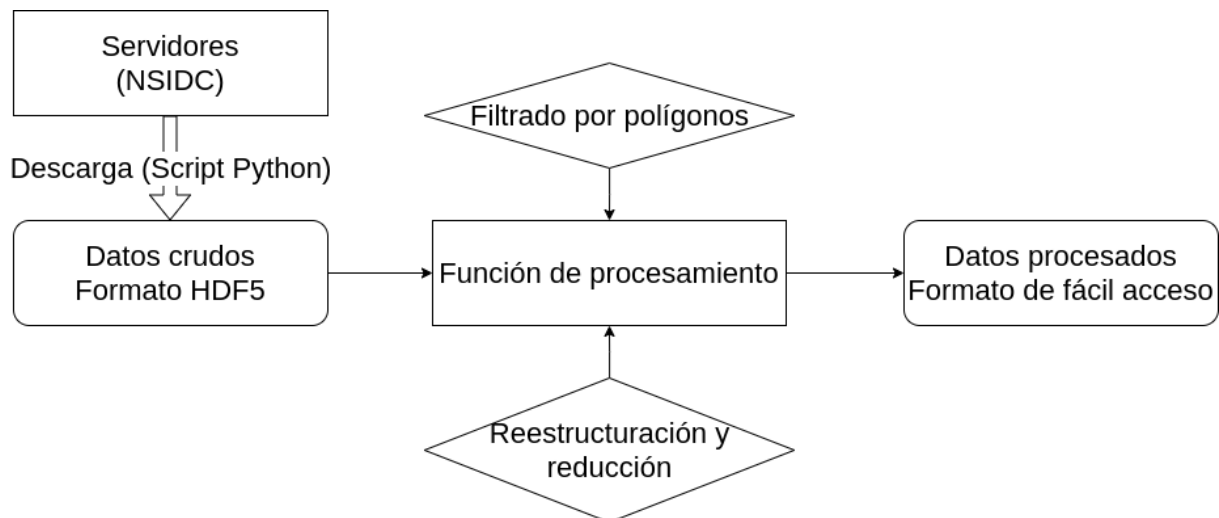 Servidores
(NSIDC)
Filtrado por polígonos
Descarga (Script Python)
Datos crudos
Formato HDF5
Función de procesamiento
Datos procesados
Formato de fácil acceso
Reestructuración y
reducción